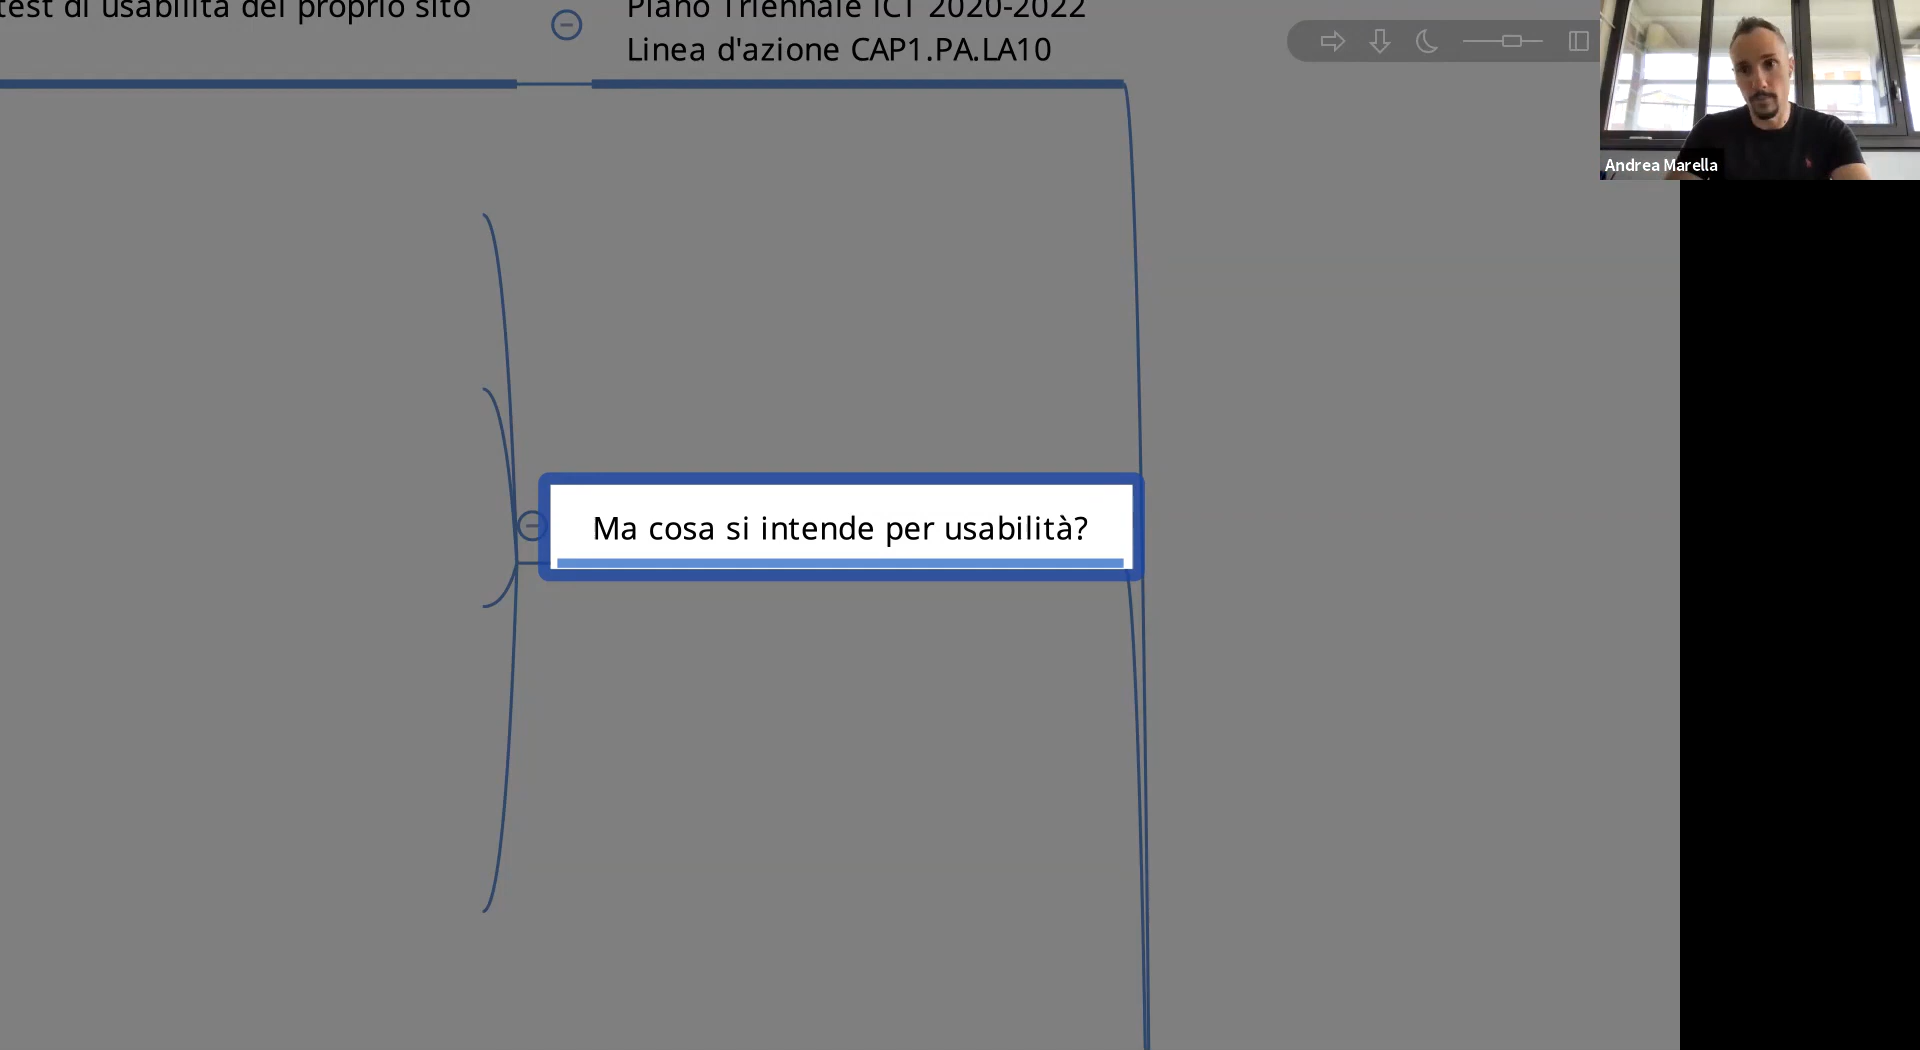 test di usabilità del proprio sito
Piano Triennale ICT 2020-2022
Linea d'azione CAP1.PA.LA10
Andrea Marella
Ma cosa si intende per usabilità?